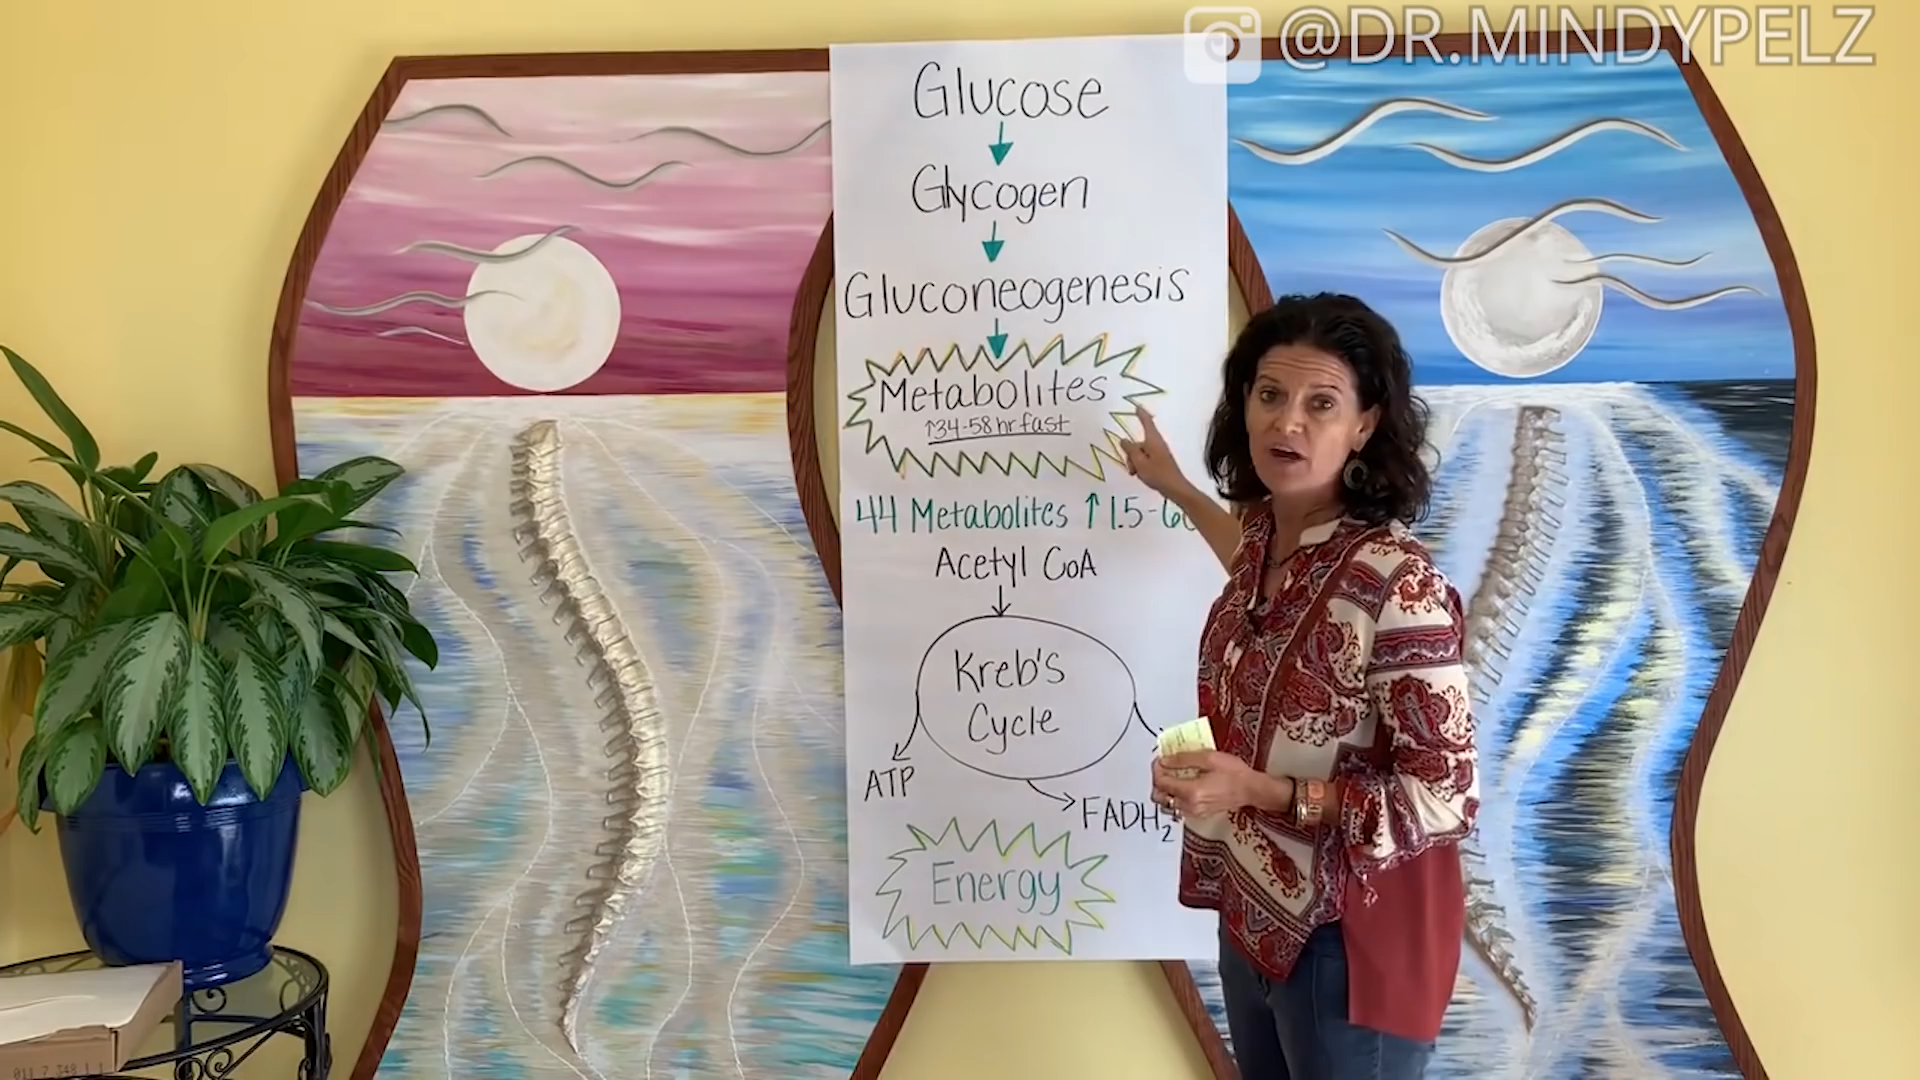 @DR.MINDYPELZ
Glucose
Glycogen
Gluconeogenesis
Metabolites
↑34-58 hr fast
44 Metabolites ↑ 1.5-6
Acetyl CoA
Kreb's
Cycle
ATP
FADH₂
Energy